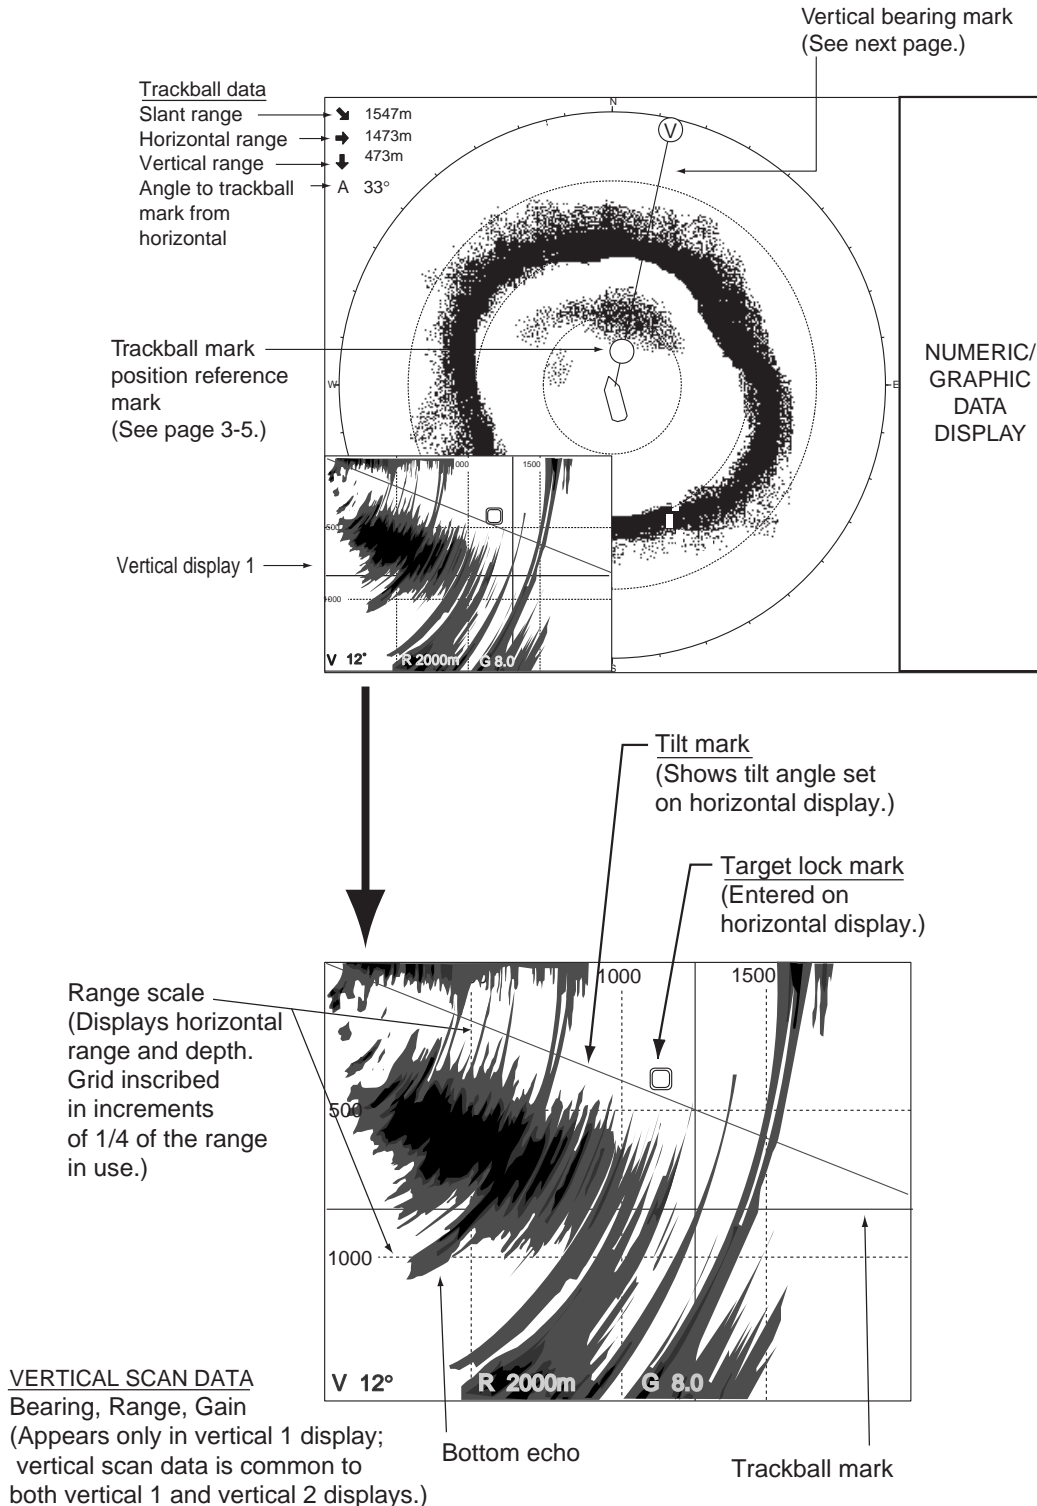 Vertical bearing mark
(See next page.)
Trackball data
Slant range
1547m
Horizontal range
1473m
Vertical range
473m
Angle to trackball
mark from
horizontal
A 33°
N
V
W
E
S
Trackball mark
position reference
mark
(See page 3-5.)
NUMERIC/
GRAPHIC
DATA
DISPLAY
Vertical display 1
1500
1000
V 12°
R 2000m
G 8.0
Tilt mark
(Shows tilt angle set
on horizontal display.)
Target lock mark
(Entered on
horizontal display.)
Range scale
(Displays horizontal
range and depth.
Grid inscribed
in increments
of 1/4 of the range
in use.)
1000
1500
500
1000
V 12°
R 2000m
G 8.0
VERTICAL SCAN DATA
Bearing, Range, Gain
(Appears only in vertical 1 display;
vertical scan data is common to
both vertical 1 and vertical 2 displays.)
Bottom echo
Trackball mark